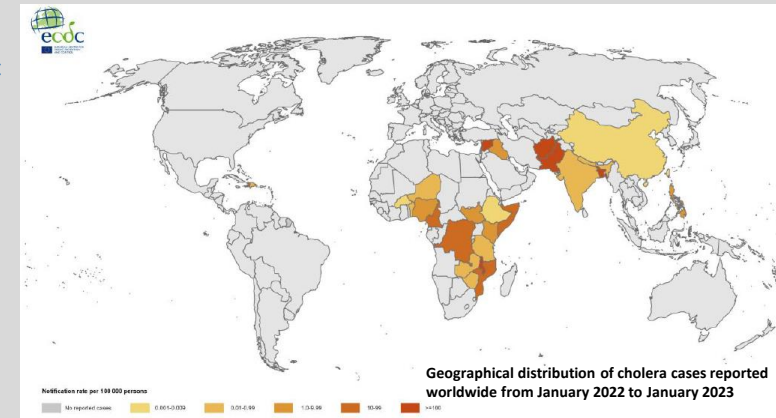 ecdc
Geographical distribution of cholera cases reported
worldwide from January 2022 to January 2023
Notification rate per 100 000 persons
No reported cases
0.001-0.009
0.01-0.99
1.0-9.99
10-99
>=100